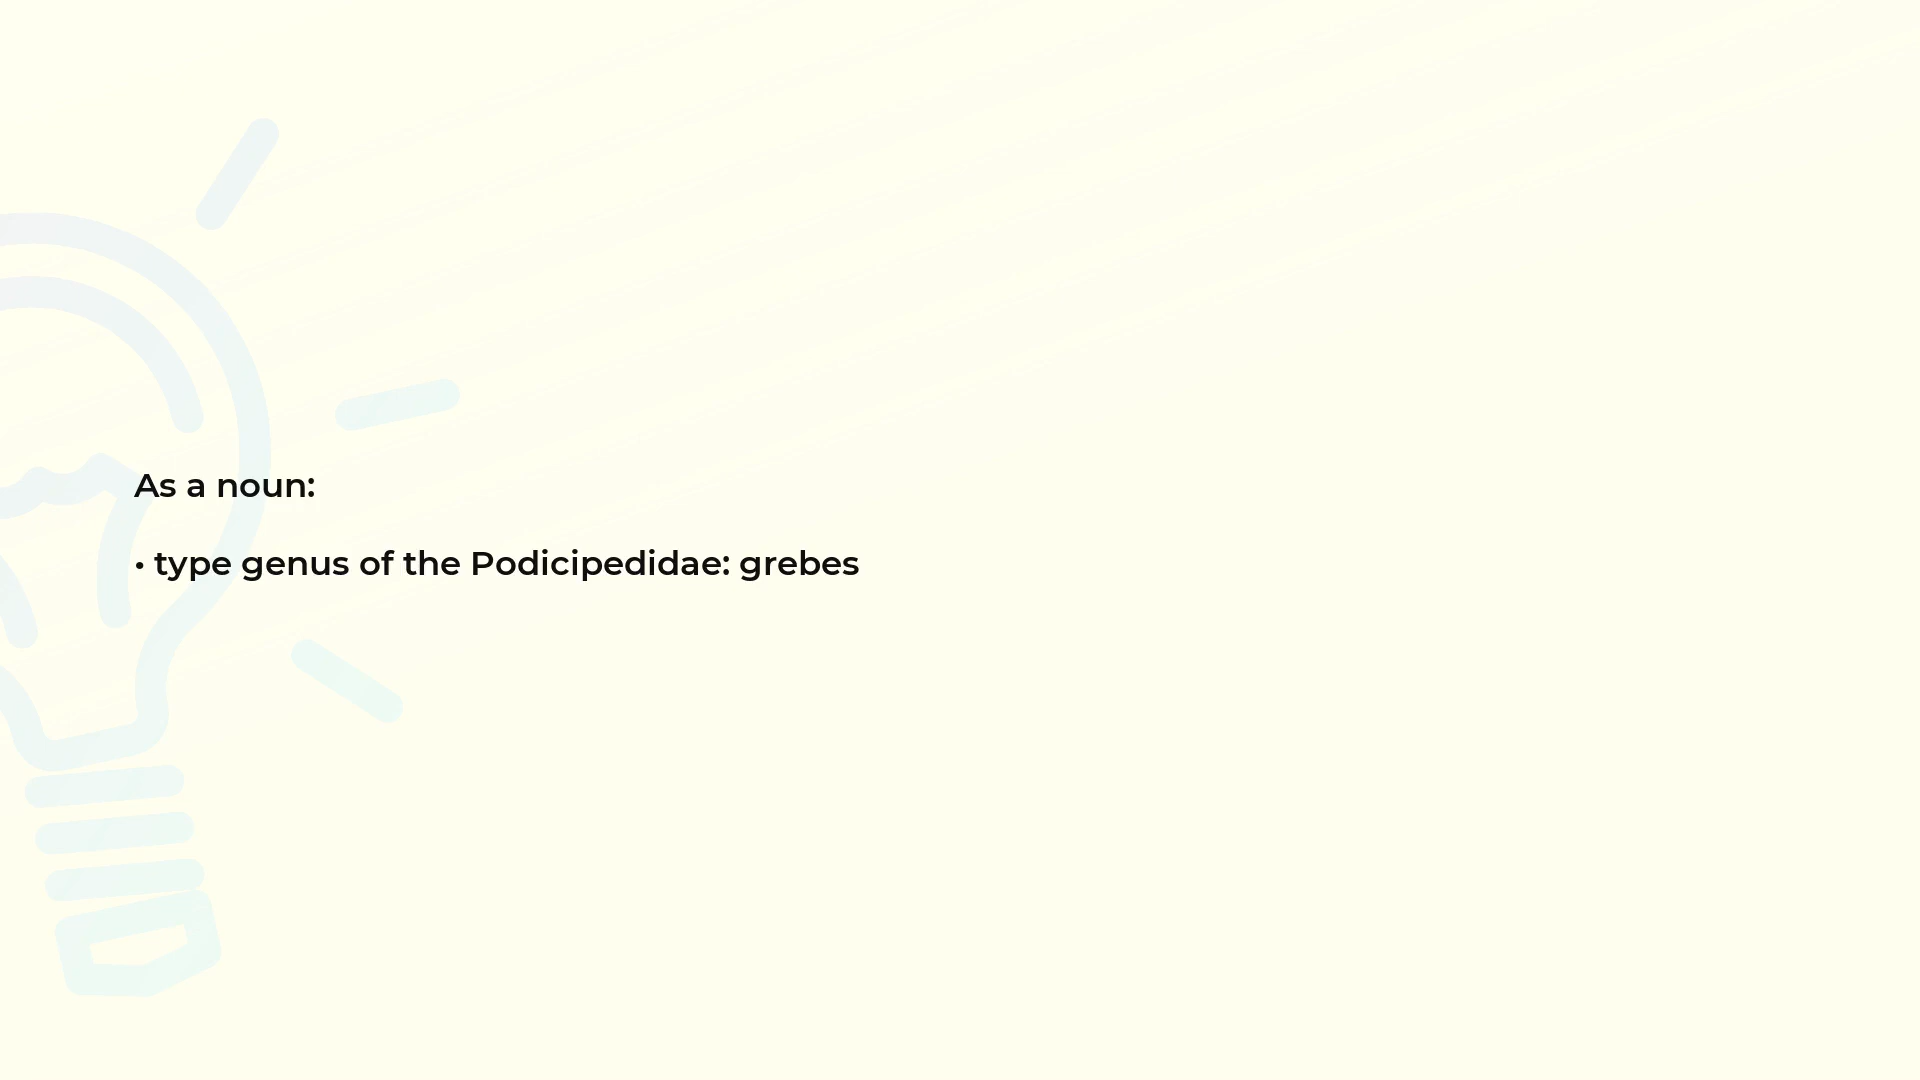 As a noun:
• type genus of the Podicipedidae: grebes